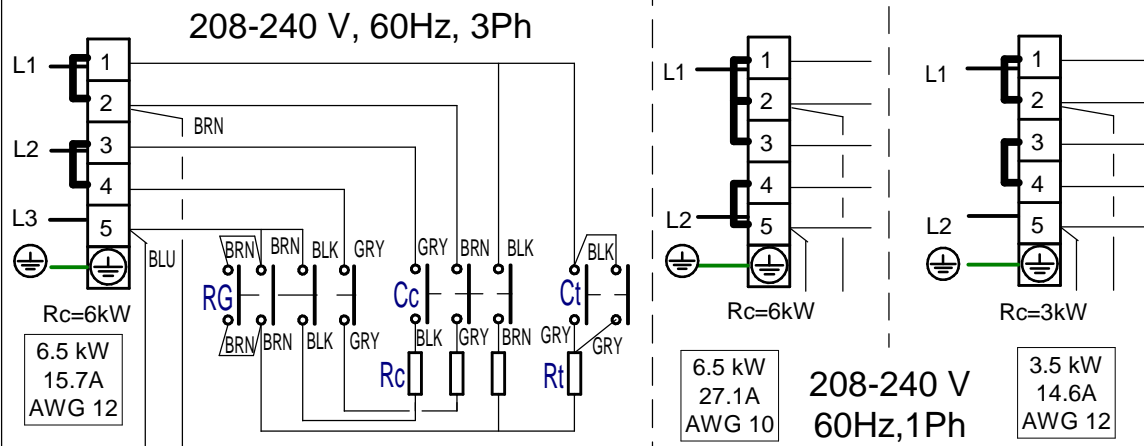 208-240 V, 60Hz, 3Ph
L1
1
2
BRN
L2
3
4
L3
5
BLU
Rc=6kW
6.5 kW
15.7A
AWG 12
BRN BRN BLK GRY
RG
BRN BRN BLK GRY
GRY BRN BLK
Cc
BLK GRY BRN
Rc
BLK
Ct
GRY GRY
Rt
L1
1
2
3
4
L2
5
Rc=6kW
6.5 kW
27.1A
AWG 10
208-240 V
60Hz,1Ph
L1
1
2
3
4
L2
5
Rc=3kW
3.5 kW
14.6A
AWG 12